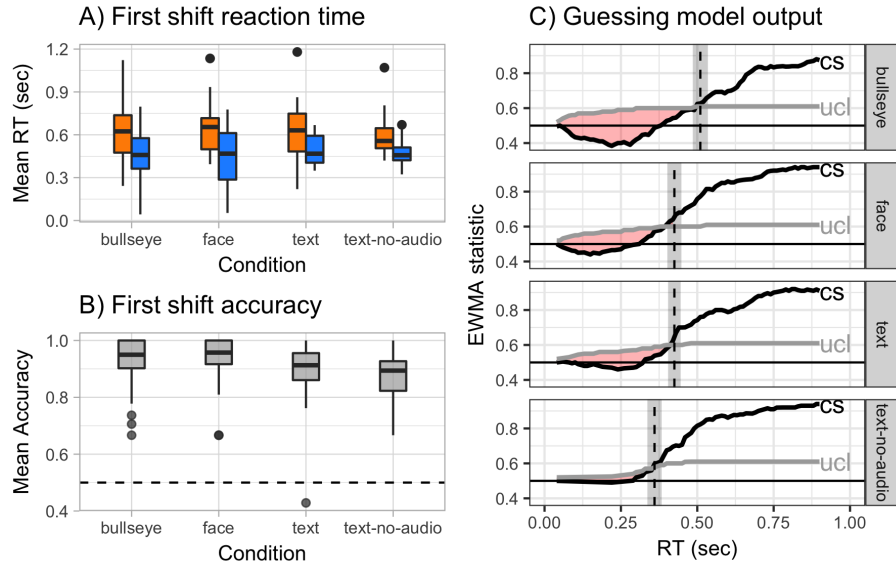 A) First shift reaction time
Mean RT (sec)
1.2
0.9
0.6
0.3
0.0
bullseye face text text-no-audio
Condition
B) First shift accuracy
Mean Accuracy
1.0
0.8
0.6
0.4
bullseye face text text-no-audio
Condition
C) Guessing model output
EWMA statistic
0.8
0.6
0.4
cs
ucl
bullseye
0.8
0.6
0.4
cs
ucl
face
0.8
0.6
0.4
cs
ucl
text
0.8
0.6
0.4
cs
ucl
text-no-audio
0.00 0.25 0.50 0.75 1.00
RT (sec)